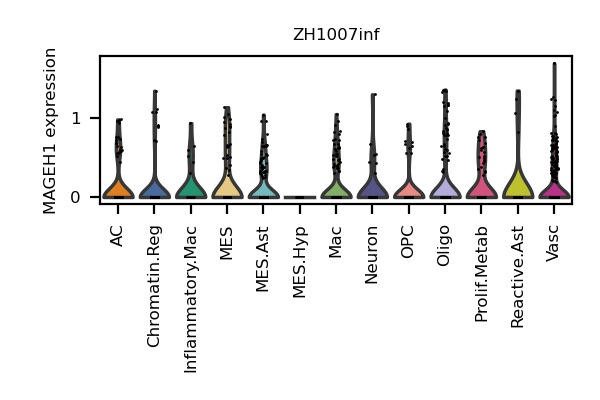 ZH1007inf
MAGEH1 expression
1
0
AC
Chromatin.Reg
Inflammatory.Mac
MES
MES.Ast
MES.Hyp
Mac
Neuron
OPC
Oligo
Prolif.Metab
Reactive.Ast
Vasc